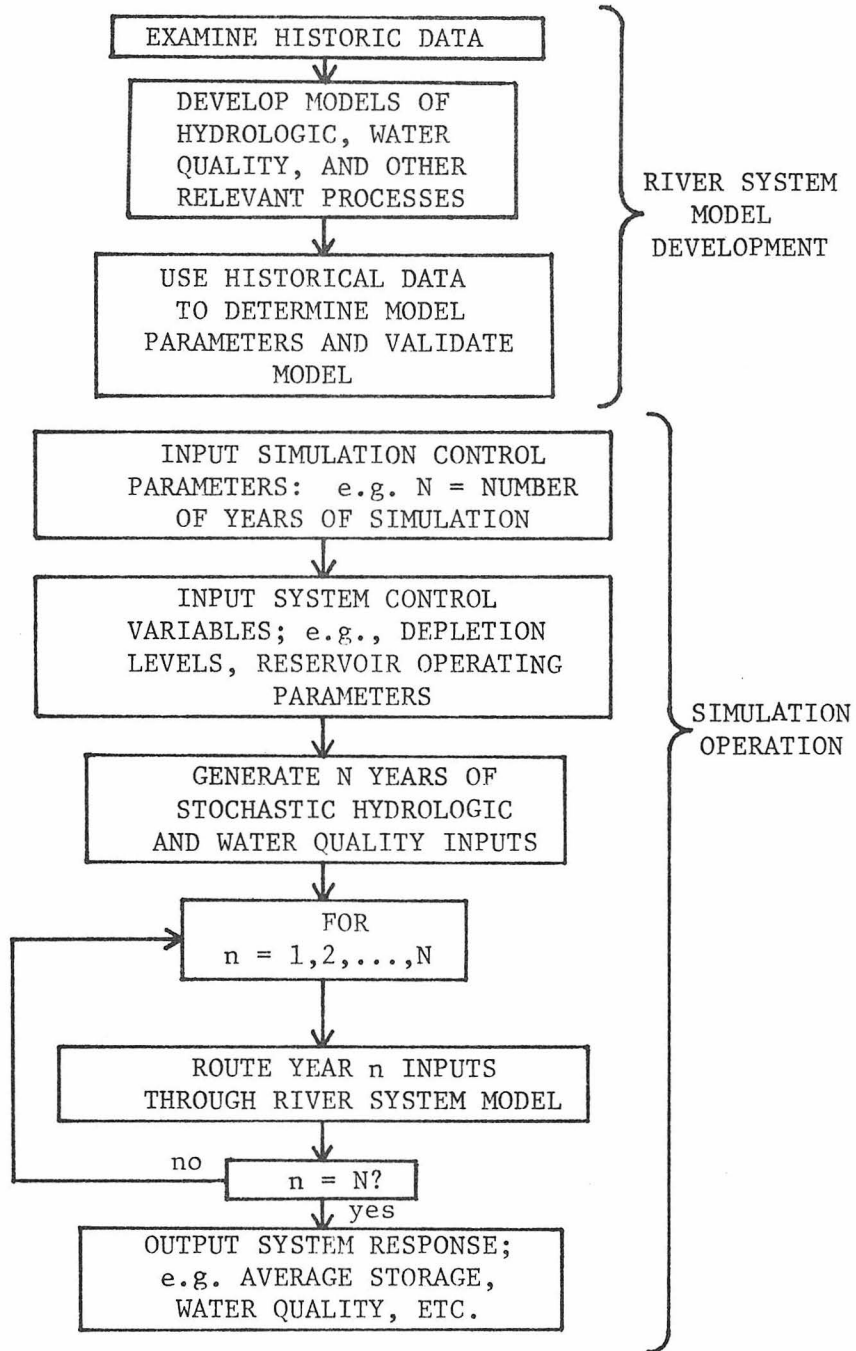 EXAMINE HISTORIC DATA
DEVELOP MODELS OF
HYDROLOGIC, WATER
QUALITY, AND OTHER
RELEVANT PROCESSES
USE HISTORICAL DATA
TO DETERMINE MODEL
PARAMETERS AND VALIDATE
MODEL
RIVER SYSTEM
MODEL
DEVELOPMENT
INPUT SIMULATION CONTROL
PARAMETERS: e.g. N = NUMBER
OF YEARS OF SIMULATION
INPUT SYSTEM CONTROL
VARIABLES; e.g., DEPLETION
LEVELS, RESERVOIR OPERATING
PARAMETERS
GENERATE N YEARS OF
STOCHASTIC HYDROLOGIC
AND WATER QUALITY INPUTS
FOR
n = 1,2,...,N
ROUTE YEAR n INPUTS
THROUGH RIVER SYSTEM MODEL
no
n = N?
yes
OUTPUT SYSTEM RESPONSE;
e.g. AVERAGE STORAGE,
WATER QUALITY, ETC.
SIMULATION
OPERATION